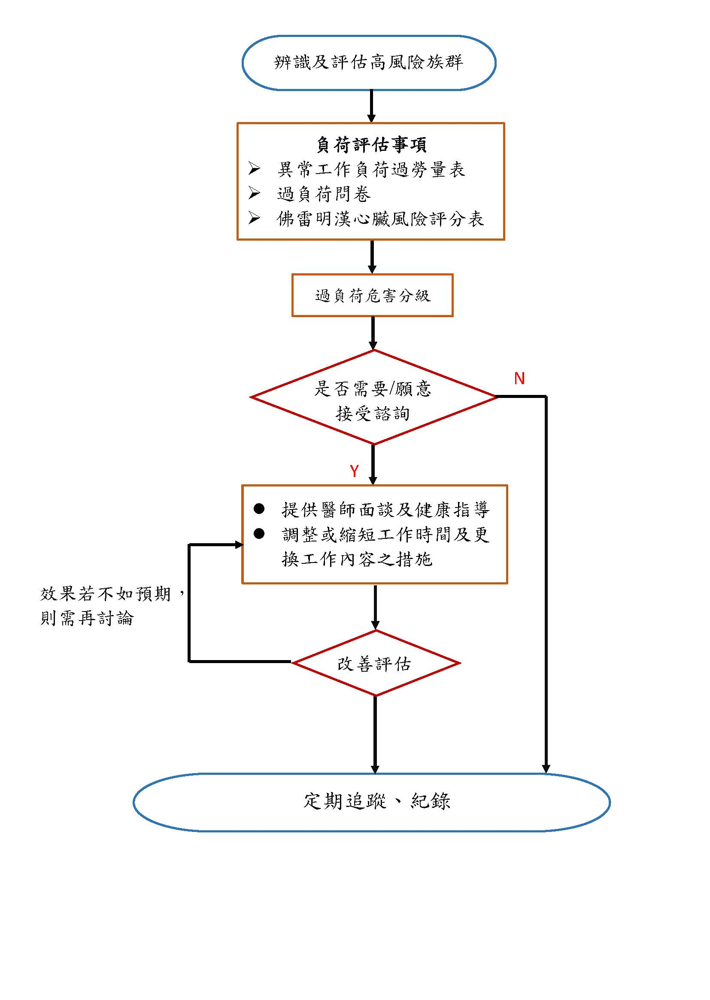 辨識及評估高風險族群
負荷評估事項
➢ 異常工作負荷過勞量表
➢ 過負荷問卷
➢ 佛雷明漢心臟風險評分表
過負荷危害分級
是否需要/願意
接受諮詢
N
Y
● 提供醫師面談及健康指導
● 調整或縮短工作時間及更
換工作內容之措施
效果若不如預期，
則需再討論
改善評估
定期追蹤、紀錄